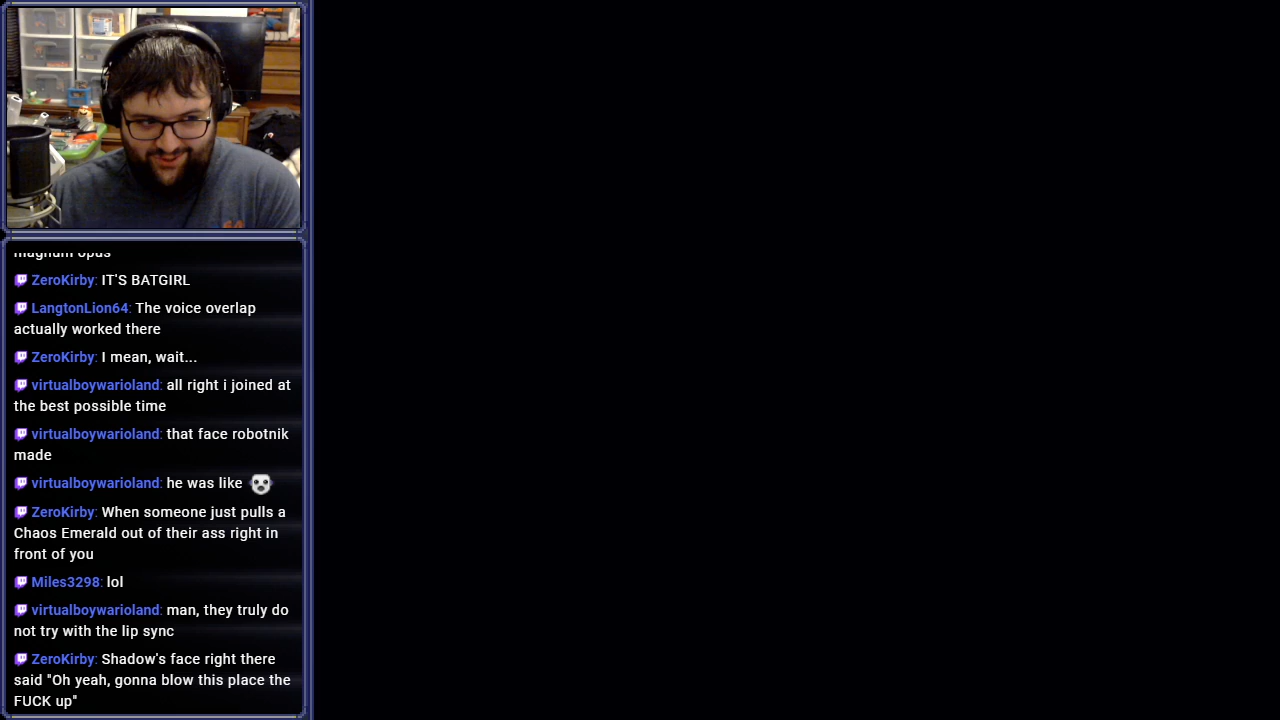 magnum opus
ZeroKirby: IT'S BATGIRL
LangtonLion64: The voice overlap
actually worked there
ZeroKirby: I mean, wait...
virtualboywarioland: all right i joined at
the best possible time
virtualboywarioland: that face robotnik
made
virtualboywarioland: he was like
ZeroKirby: When someone just pulls a
Chaos Emerald out of their ass right in
front of you
Miles3298: lol
virtualboywarioland: man, they truly do
not try with the lip sync
ZeroKirby: Shadow's face right there
said "Oh yeah, gonna blow this place the
FUCK up"